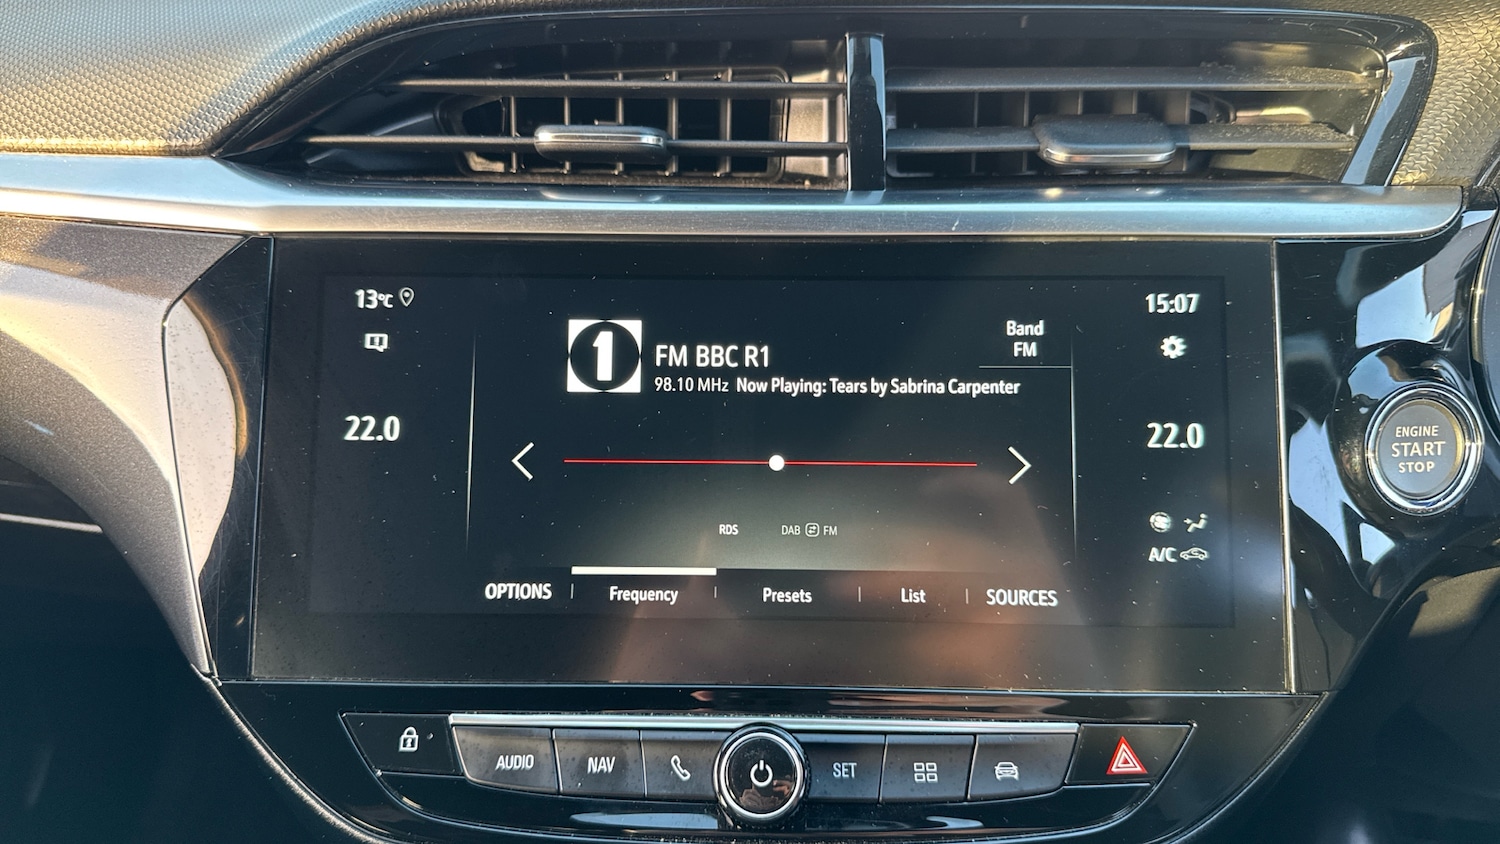 13°C
15:07
1
FM BBC R1
98.10 MHz Now Playing: Tears by Sabrina Carpenter
Band
FM
22.0
22.0
ENGINE
START
STOP
RDS
DAB FM
A/C
OPTIONS Frequency Presets List SOURCES
AUDIO NAV SET